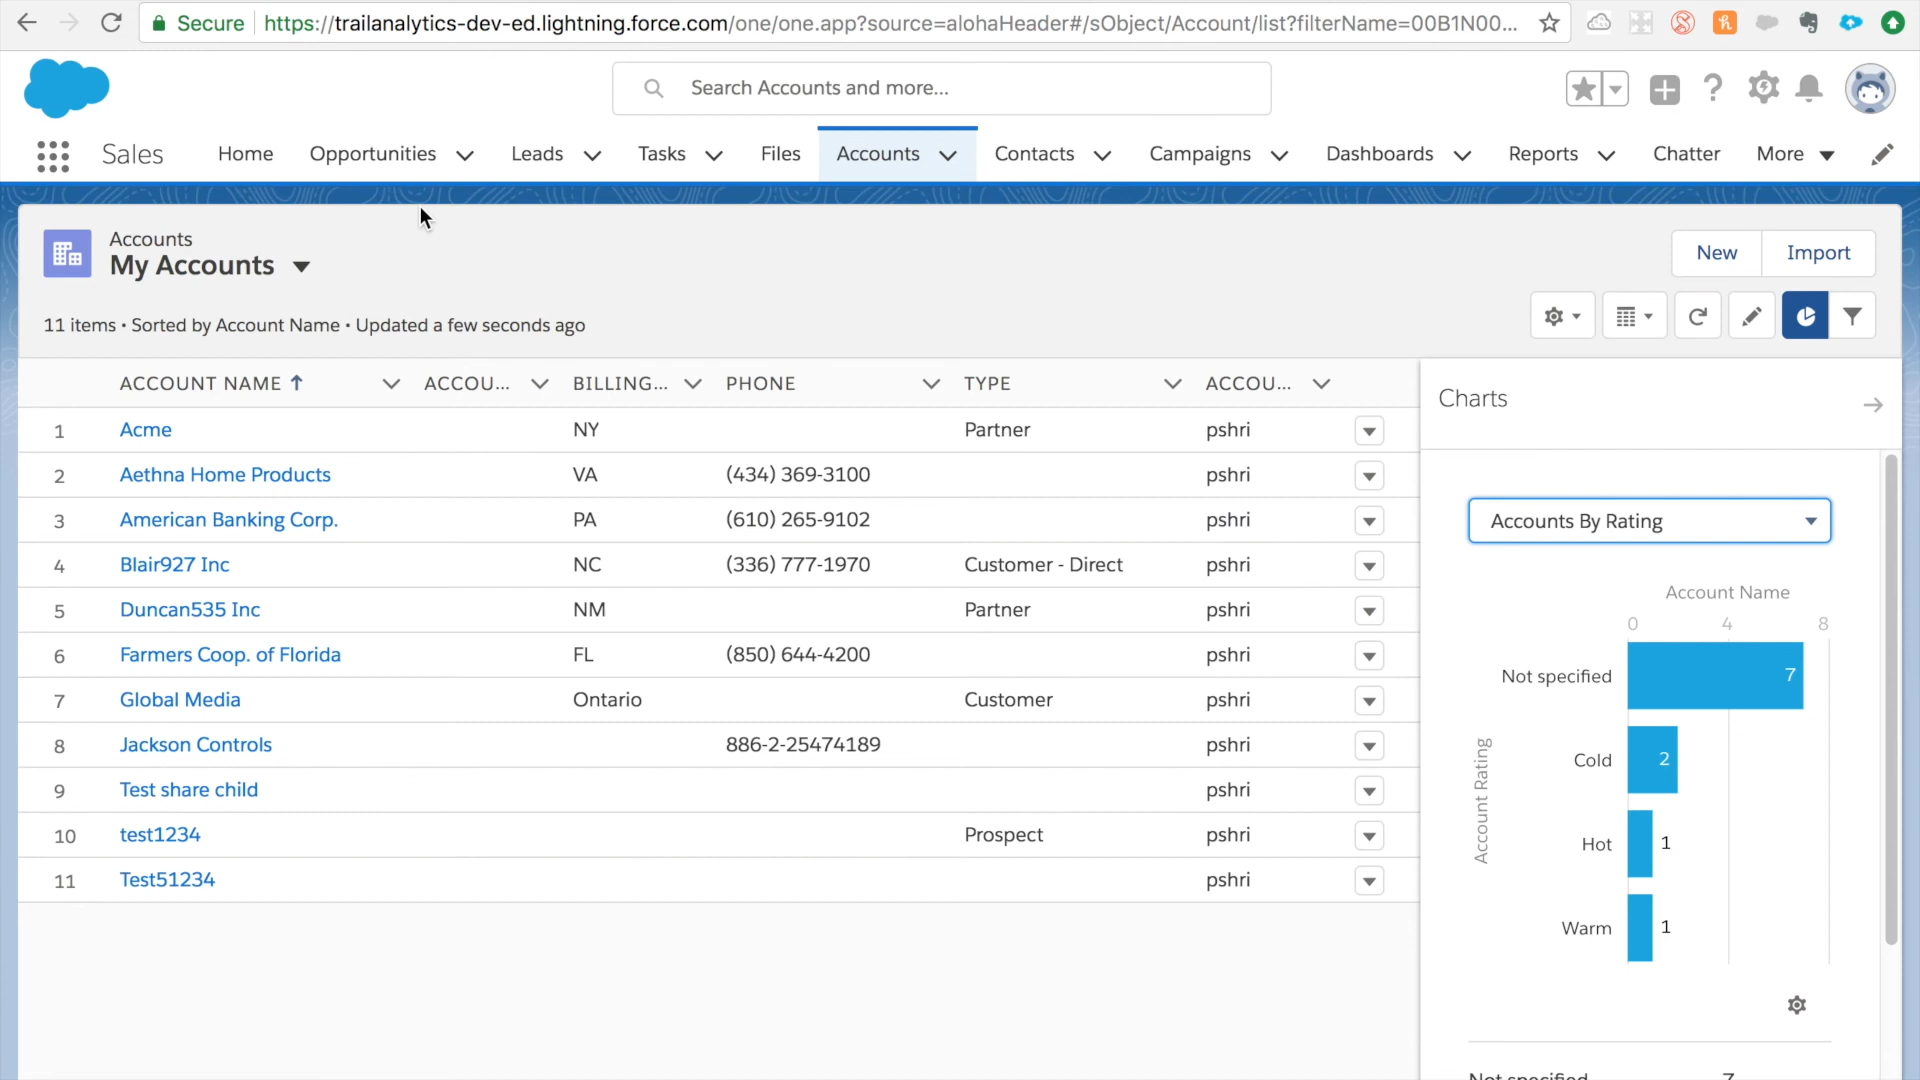 Secure https://trailanalytics-dev-ed.lightning.force.com/one/one.app?source=alohaHeader#/sObject/Account/list?filterName=00B1N00...
Search Accounts and more...
Sales Home Opportunities Leads Tasks Files Accounts Contacts Campaigns Dashboards Reports Chatter More
Accounts
My Accounts
New Import
11 items • Sorted by Account Name • Updated a few seconds ago
ACCOUNT NAME ACCOU... BILLING... PHONE TYPE ACCOU...
1 Acme NY Partner pshri
2 Aethna Home Products VA (434) 369-3100 pshri
3 American Banking Corp. PA (610) 265-9102 pshri
4 Blair927 Inc NC (336) 777-1970 Customer - Direct pshri
5 Duncan535 Inc NM Partner pshri
6 Farmers Coop. of Florida FL (850) 644-4200 pshri
7 Global Media Ontario Customer pshri
8 Jackson Controls 886-2-25474189 pshri
9 Test share child pshri
10 test1234 Prospect pshri
11 Test51234 pshri
Charts
Accounts By Rating
Account Name
0 4 8
Account Rating
Not specified 7
Cold 2
Hot 1
Warm 1
Not specified 7